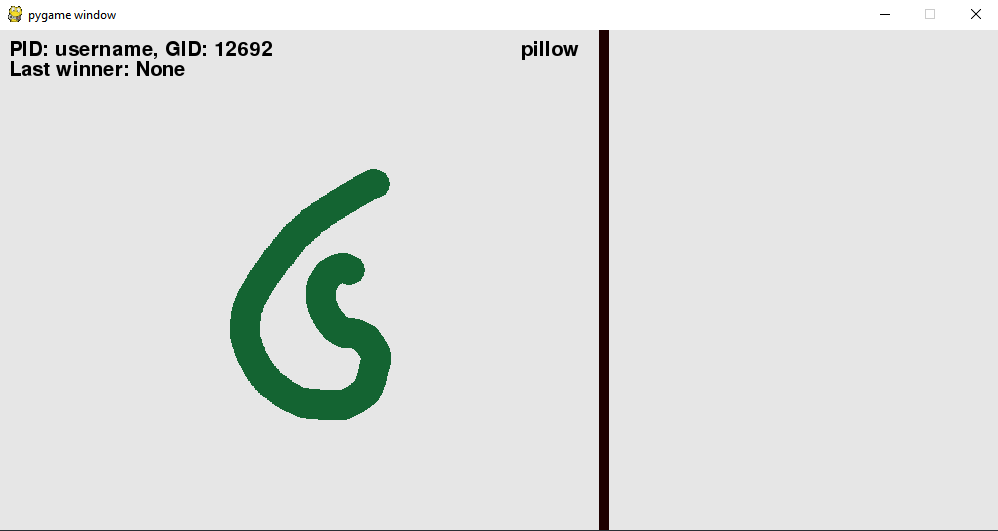 pygame window
PID: username, GID: 12692
pillow
Last winner: None